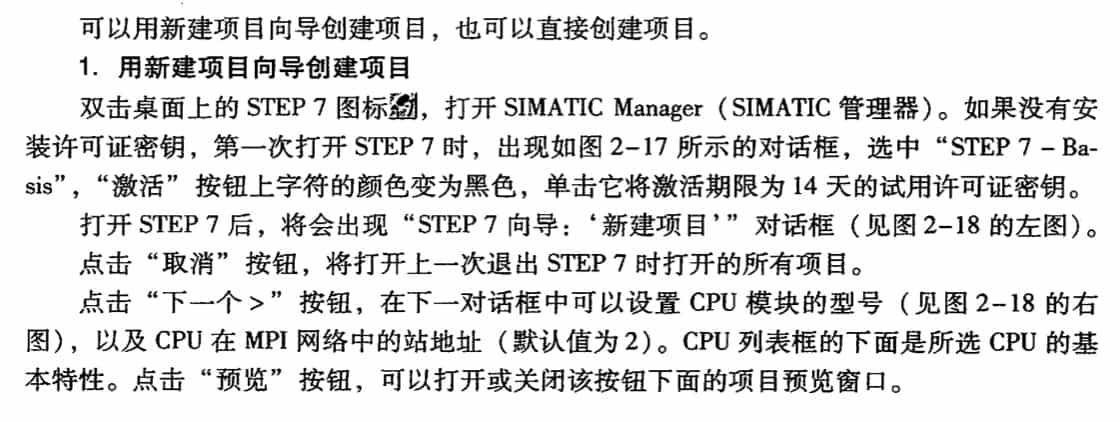 可以用新建项目向导创建项目，也可以直接创建项目。
1. 用新建项目向导创建项目
双击桌面上的 STEP 7 图标，打开 SIMATIC Manager（SIMATIC 管理器）。如果没有安
装许可证密钥，第一次打开 STEP 7 时，出现如图 2-17 所示的对话框，选中“STEP 7 - Ba-
sis”，“激活”按钮上字符的颜色变为黑色，单击它将激活期限为 14 天的试用许可证密钥。
打开 STEP 7 后，将会出现“STEP 7 向导：‘新建项目’”对话框（见图 2-18 的左图）。
点击“取消”按钮，将打开上一次退出 STEP 7 时打开的所有项目。
点击“下一个 >”按钮，在下一对话框中可以设置 CPU 模块的型号（见图 2-18 的右
图），以及 CPU 在 MPI 网络中的站地址（默认值为 2）。CPU 列表框的下面是所选 CPU 的基
本特性。点击“预览”按钮，可以打开或关闭该按钮下面的项目预览窗口。